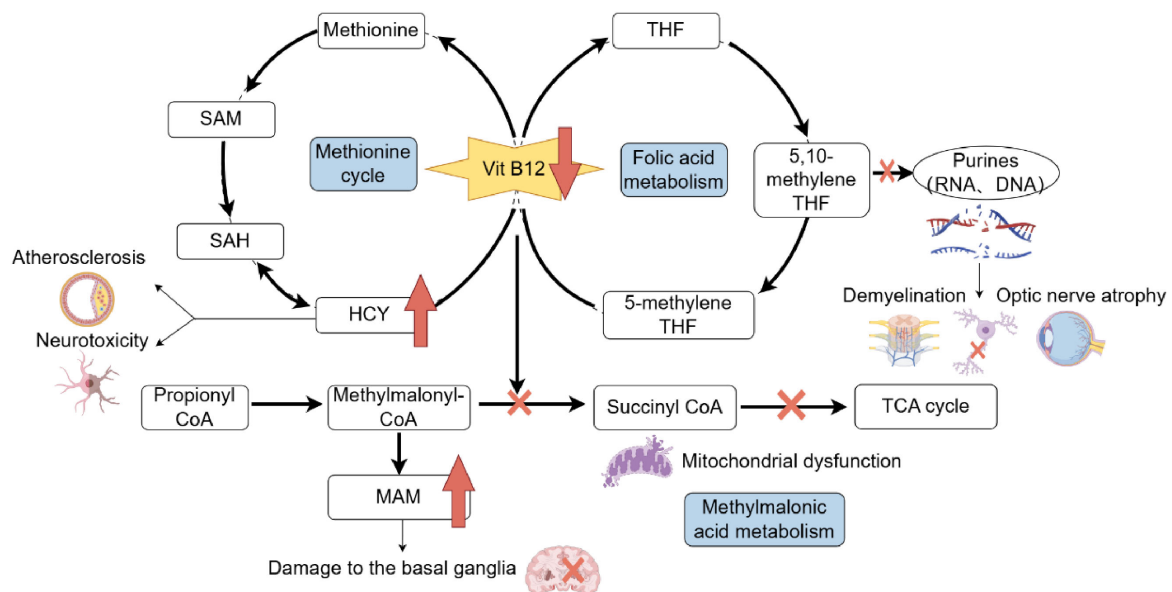 Methionine
THF
SAM
Methionine
cycle
Vit B12
Folic acid
metabolism
5,10-
methylene
THF
Purines
(RNA、DNA)
SAH
Atherosclerosis
HCY
5-methylene
THF
Demyelination
Optic nerve atrophy
Neurotoxicity
Propionyl
CoA
Methylmalonyl-
CoA
Succinyl CoA
TCA cycle
Mitochondrial dysfunction
MAM
Methylmalonic
acid metabolism
Damage to the basal ganglia